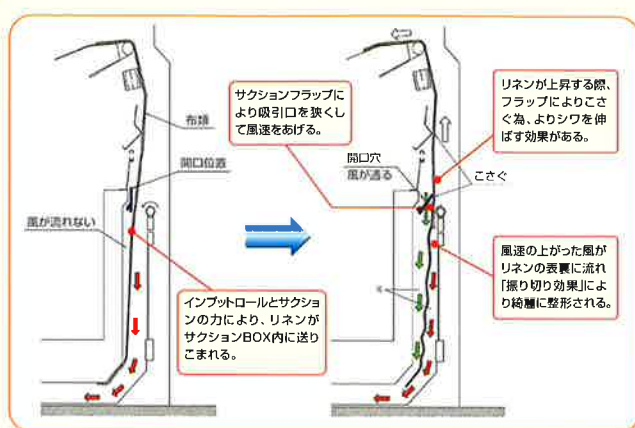 布類
開口位置
風が流れない
インプットロールとサクショ
ンの力により、リネンが
サクションBOX内に送り
こまれる。
サクションフラップに
より吸引口を狭くし
て風速をあげる。
開口穴
風が通る
リネンが上昇する際、
フラップによりこさ
ぐ為、よりシワを伸
ばす効果がある。
こさぐ
風速の上がった風が
リネンの表裏に流れ
「振り切り効果」によ
り綺麗に整形される。